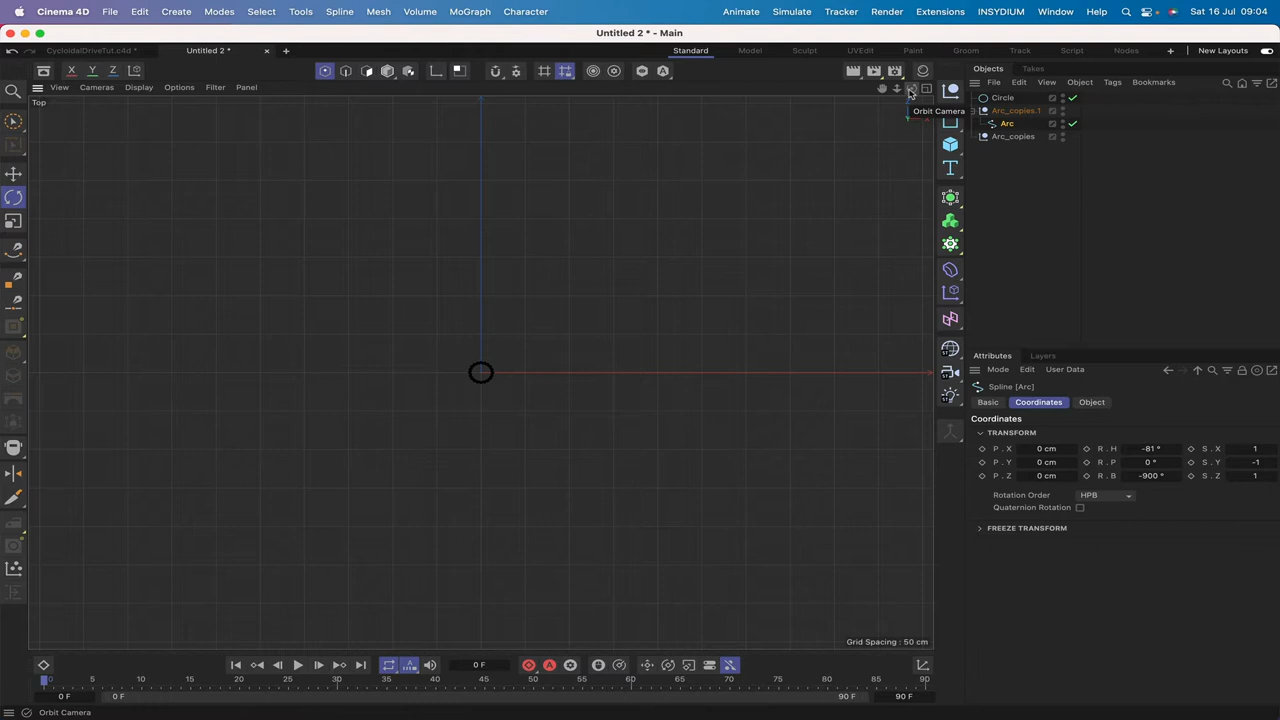 Cinema 4D File Edit Create Modes Select Tools Spline Mesh Volume MoGraph Character Animate Simulate Tracker Render Extensions INSYDIUM Window Help Sat 16 Jul 09:04
Untitled 2 * - Main
CycloidalDriveTut.c4d * Untitled 2 * Standard Model Sculpt UVEdit Paint Groom Track Script Nodes New Layouts
X Y Z Objects Takes
View Cameras Display Options Filter Panel File Edit View Object Tags Bookmarks
Top
Circle
Orbit Camera Arc_copies.1
Arc
Arc_copies
Attributes Layers
Mode Edit User Data
Spline [Arc]
Basic Coordinates Object
Coordinates
TRANSFORM
P . X 0 cm R . H -81 ° S . X 1
P . Y 0 cm R . P 0 ° S . Y -1
P . Z 0 cm R . B -900 ° S . Z 1
Rotation Order HPB
Quaternion Rotation
FREEZE TRANSFORM
Grid Spacing : 50 cm
0 F
0 5 10 15 20 25 30 35 40 45 50 55 60 65 70 75 80 85 90
0 F 0 F 90 F 90 F
Orbit Camera